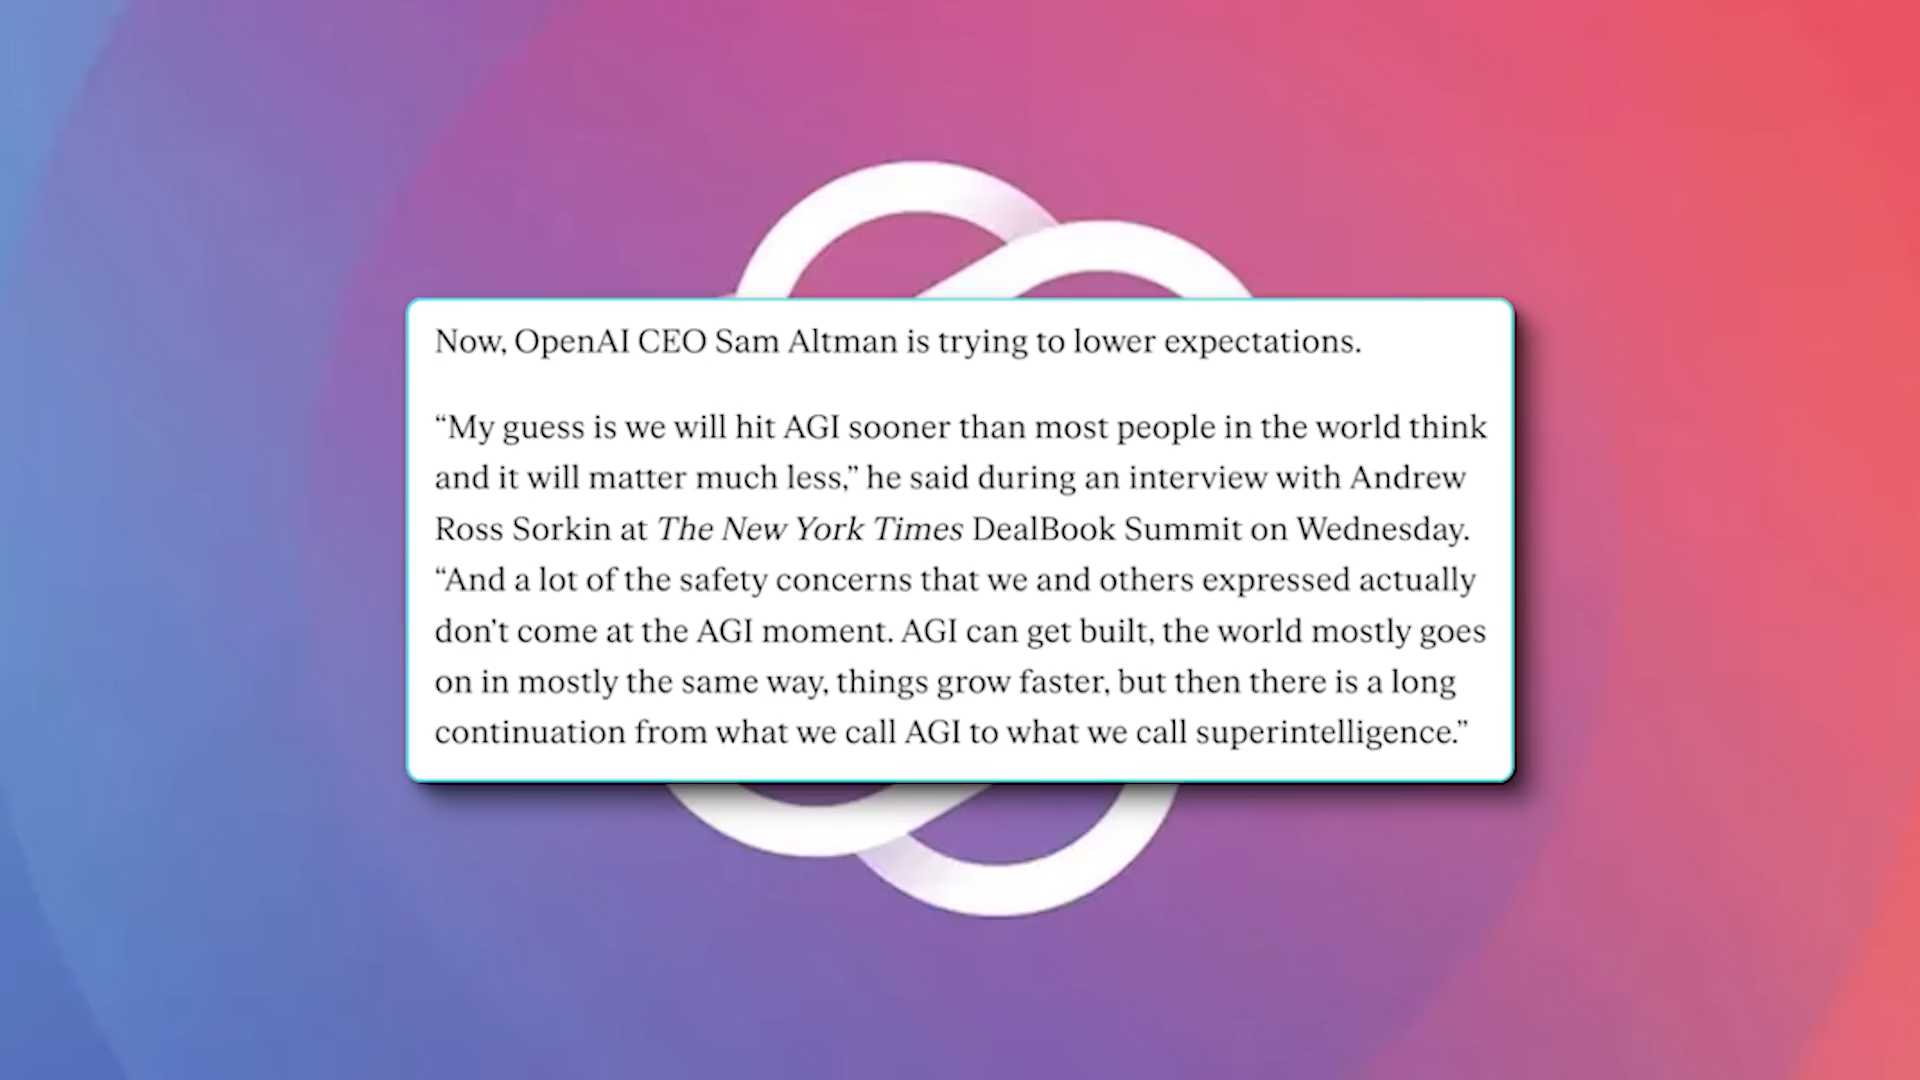 Now, OpenAI CEO Sam Altman is trying to lower expectations.
“My guess is we will hit AGI sooner than most people in the world think
and it will matter much less,” he said during an interview with Andrew
Ross Sorkin at The New York Times DealBook Summit on Wednesday.
“And a lot of the safety concerns that we and others expressed actually
don’t come at the AGI moment. AGI can get built, the world mostly goes
on in mostly the same way, things grow faster, but then there is a long
continuation from what we call AGI to what we call superintelligence.”